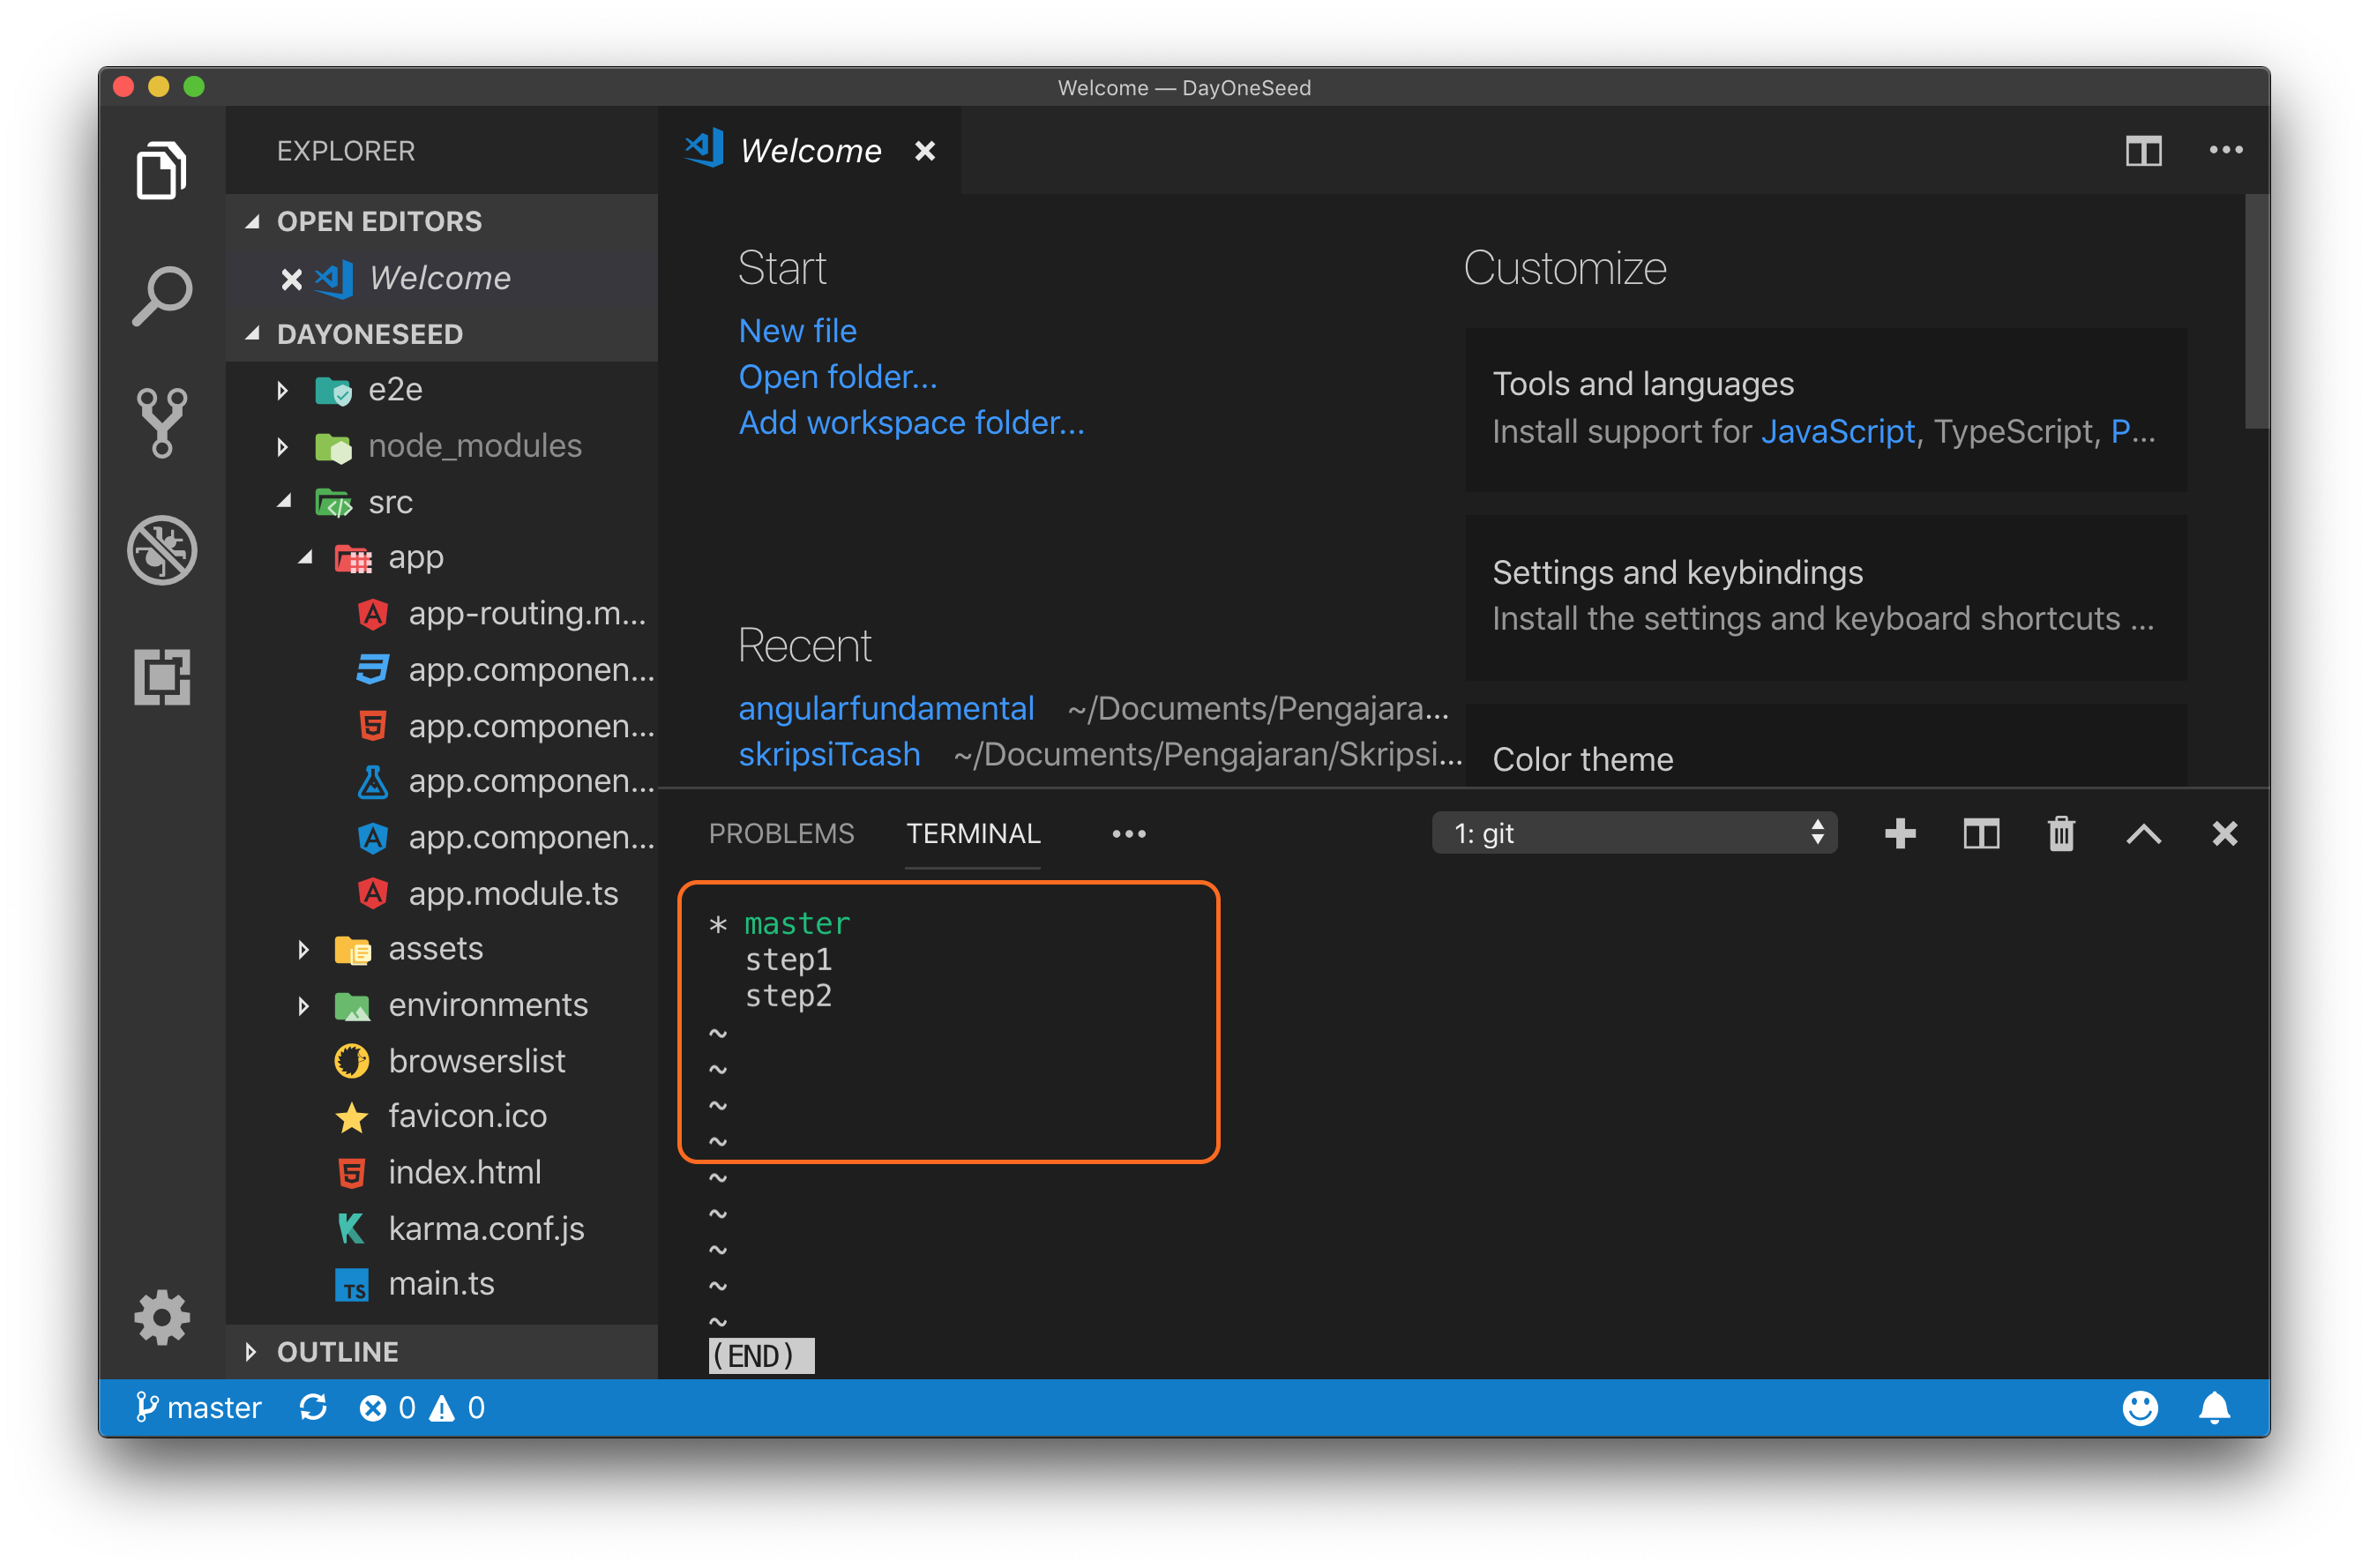 Welcome — DayOneSeed
EXPLORER
OPEN EDITORS
Welcome
DAYONESEED
e2e
node_modules
src
app
app-routing.m...
app.componen...
app.componen...
app.componen...
app.componen...
app.module.ts
assets
environments
browserslist
favicon.ico
index.html
karma.conf.js
TS main.ts
OUTLINE
Welcome
Start
New file
Open folder...
Add workspace folder...
Recent
angularfundamental ~/Documents/Pengajara...
skripsiTcash ~/Documents/Pengajaran/Skripsi...
Customize
Tools and languages
Install support for JavaScript, TypeScript, P...
Settings and keybindings
Install the settings and keyboard shortcuts ...
Color theme
PROBLEMS TERMINAL ••• 1: git
* master
step1
step2
~
~
~
~
~
~
~
~
~
(END)
master 0 0